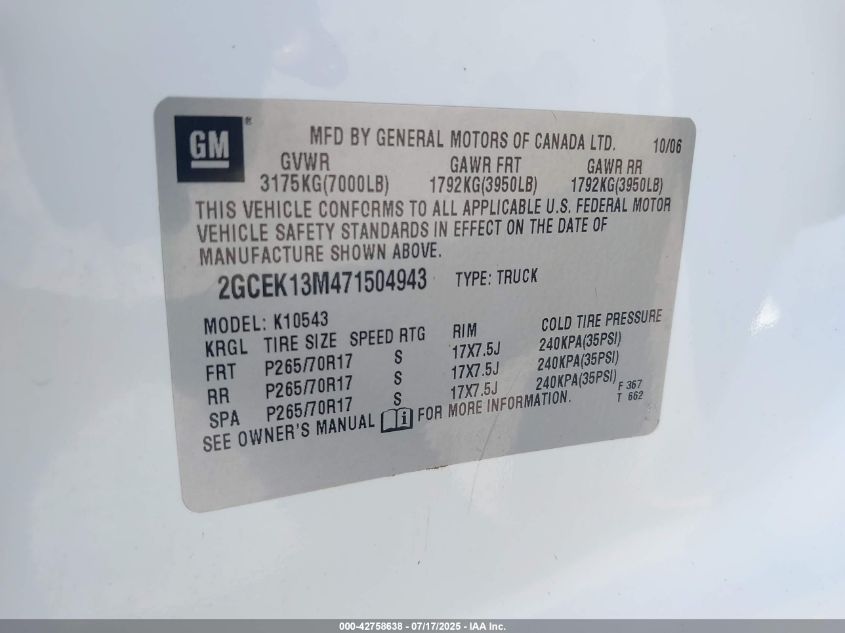 GM ®
MFD BY GENERAL MOTORS OF CANADA LTD. 10/06
GVWR GAWR FRT GAWR RR
3175KG(7000LB) 1792KG(3950LB) 1792KG(3950LB)
THIS VEHICLE CONFORMS TO ALL APPLICABLE U.S. FEDERAL MOTOR
VEHICLE SAFETY STANDARDS IN EFFECT ON THE DATE OF
MANUFACTURE SHOWN ABOVE.
2GCEK13M471504943 TYPE: TRUCK
MODEL: K10543
KRGL TIRE SIZE SPEED RTG RIM COLD TIRE PRESSURE
FRT P265/70R17 S 17X7.5J 240KPA(35PSI)
RR P265/70R17 S 17X7.5J 240KPA(35PSI)
SPA P265/70R17 S 17X7.5J 240KPA(35PSI) F 367
SEE OWNER'S MANUAL i FOR MORE INFORMATION. T 662
000-42758638 - 07/17/2025 - IAA Inc.